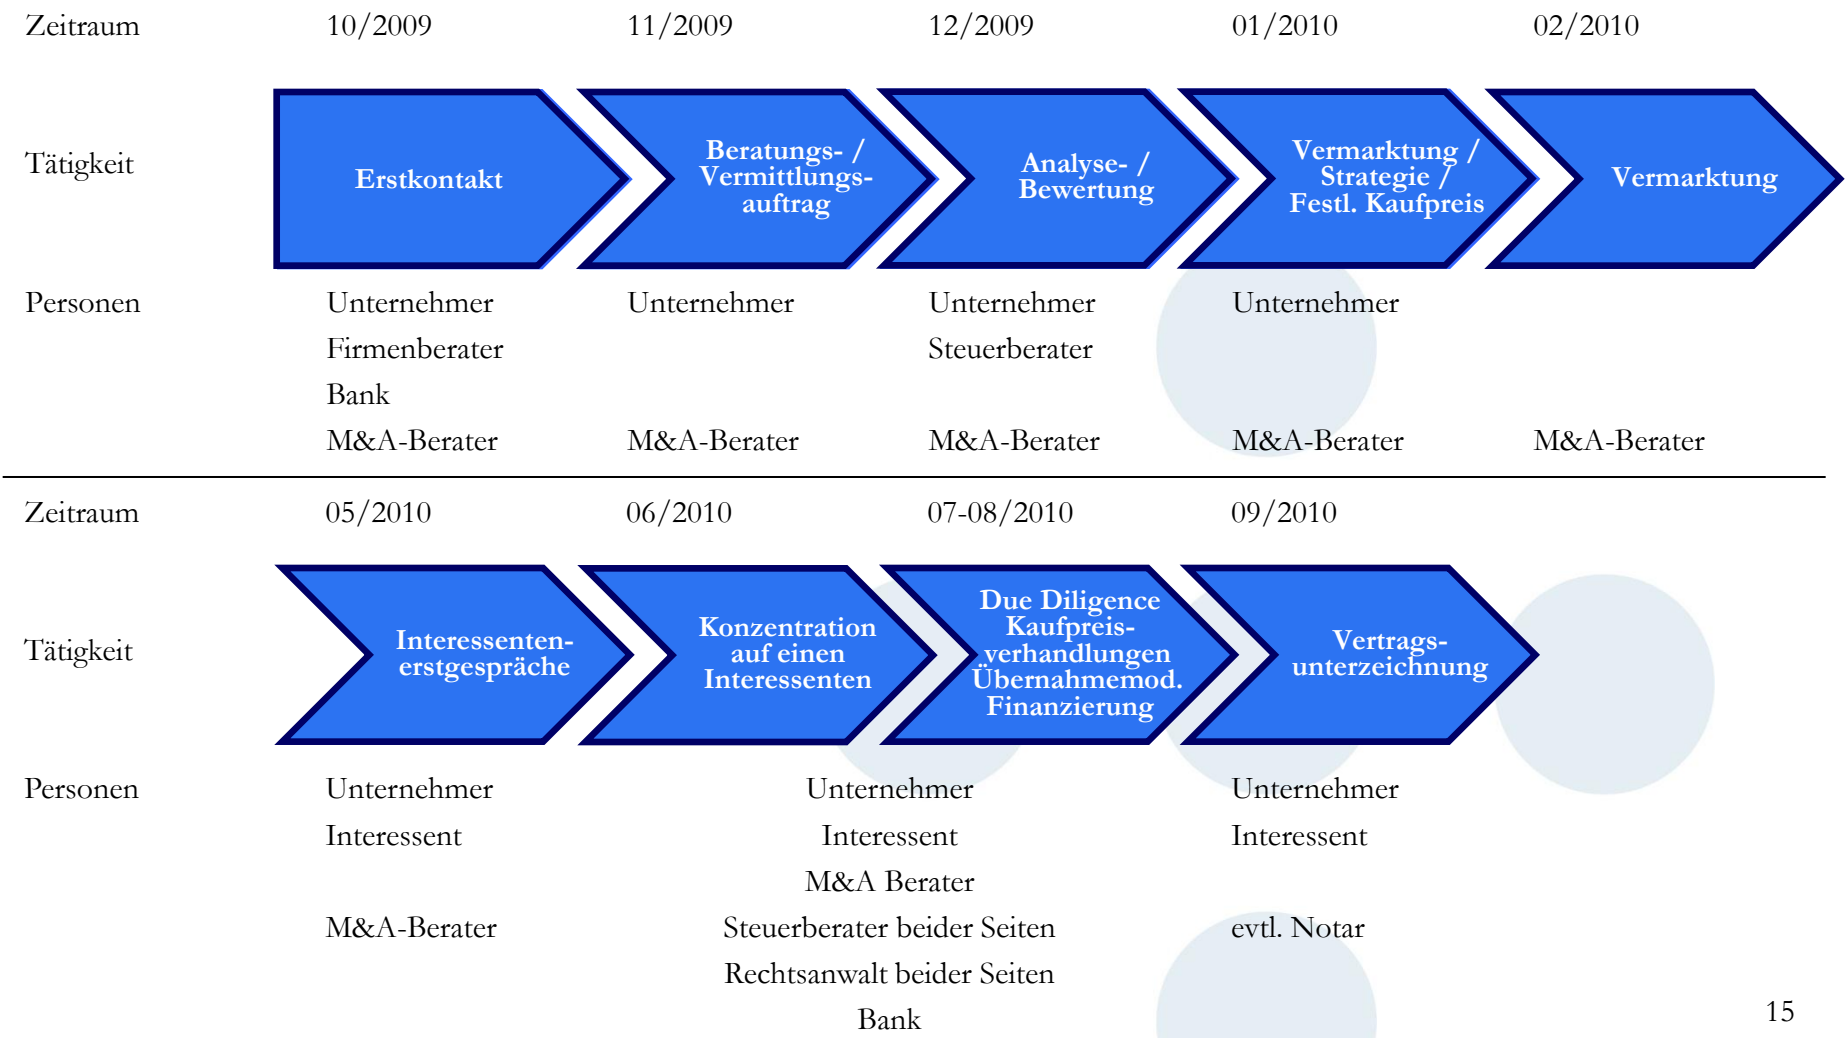 Zeitraum 10/2009 11/2009 12/2009 01/2010 02/2010
Tätigkeit
Erstkontakt
Beratungs- /
Vermittlungs-
auftrag
Analyse- /
Bewertung
Vermarktung /
Strategie /
Festl. Kaufpreis
Vermarktung
Personen Unternehmer Unternehmer Unternehmer Unternehmer
Firmenberater Steuerberater
Bank
M&A-Berater M&A-Berater M&A-Berater M&A-Berater M&A-Berater
Zeitraum 05/2010 06/2010 07-08/2010 09/2010
Tätigkeit
Interessenten-
erstgespräche
Konzentration
auf einen
Interessenten
Due Diligence
Kaufpreis-
verhandlungen
Übernahmemod.
Finanzierung
Vertrags-
unterzeichnung
Personen Unternehmer Unternehmer Unternehmer
Interessent Interessent Interessent
M&A Berater
M&A-Berater Steuerberater beider Seiten evtl. Notar
Rechtsanwalt beider Seiten
Bank
15